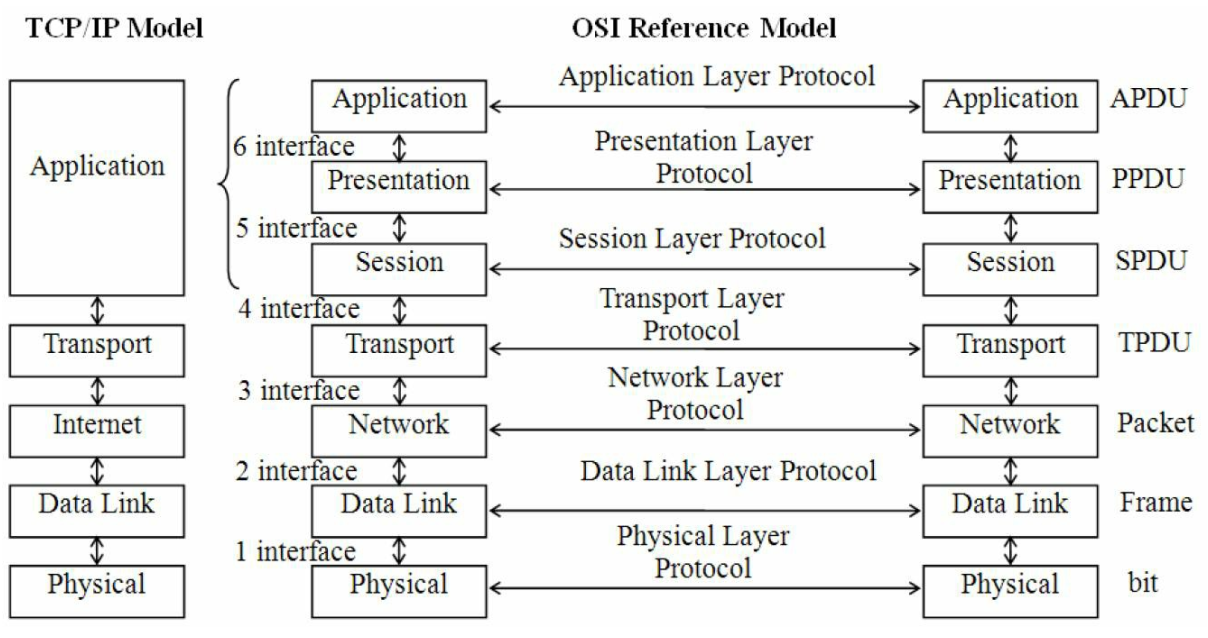 TCP/IP Model
OSI Reference Model
Application Layer Protocol
Application
Application
APDU
6 interface
Presentation Layer
Protocol
Application
Presentation
Presentation
PPDU
5 interface
Session Layer Protocol
Session
Session
SPDU
4 interface
Transport Layer
Protocol
Transport
Transport
Transport
TPDU
3 interface
Network Layer
Protocol
Internet
Network
Network
Packet
2 interface
Data Link Layer Protocol
Data Link
Data Link
Data Link
Frame
1 interface
Physical Layer
Protocol
Physical
Physical
Physical
bit